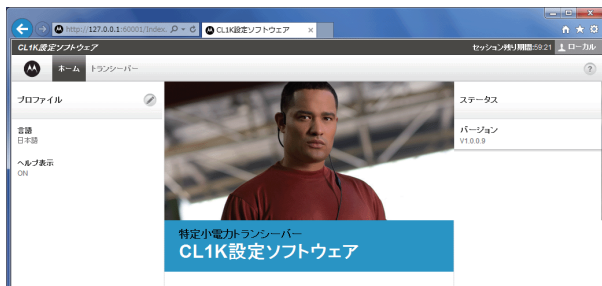 http://127.0.0.1:60001/Index.
CL1K設定ソフトウェア
CL1K設定ソフトウェア
セッション残り期間:59:21
ローカル
ホーム
トランシーバー
プロファイル
言語
日本語
ヘルプ表示
ON
特定小電力トランシーバー
CL1K設定ソフトウェア
ステータス
バージョン
V1.0.0.9